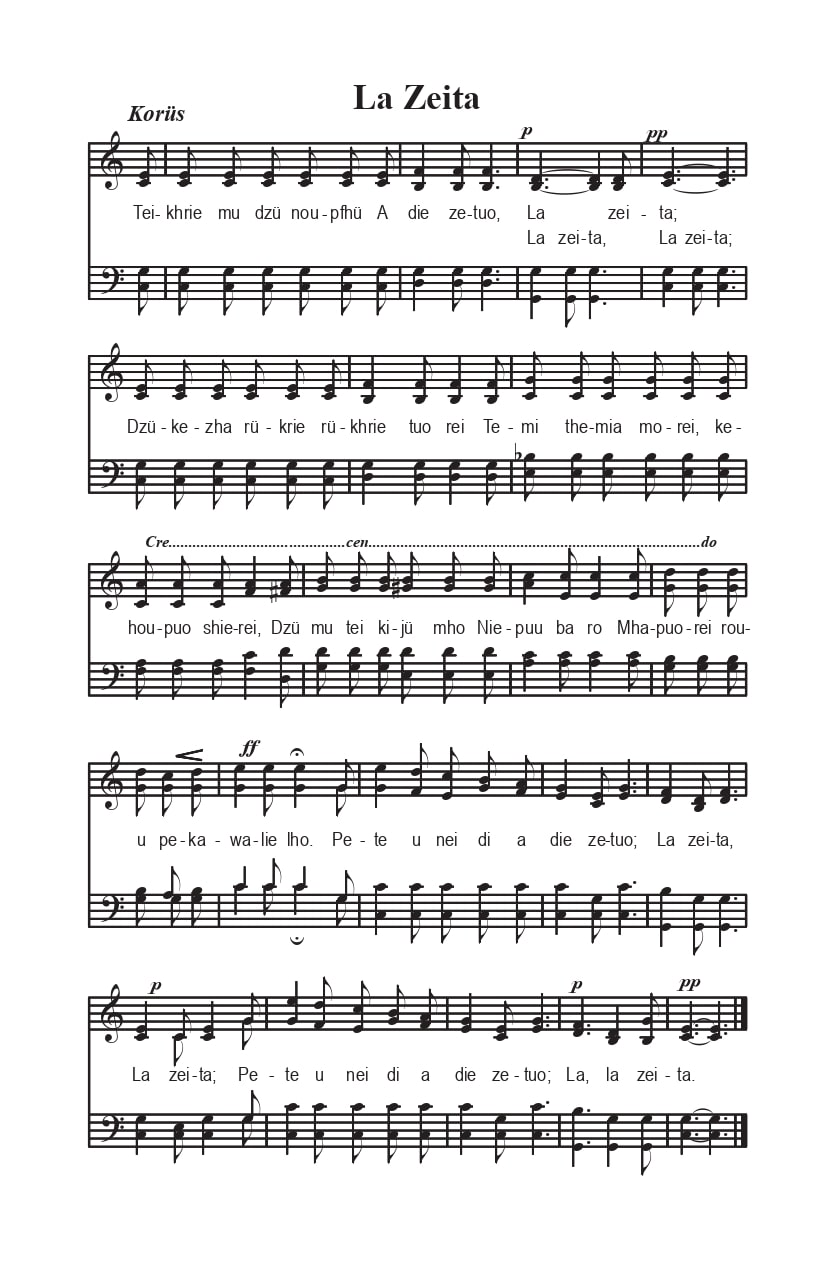 La Zeita
Korüs
p pp
Tei-khrie mu dzü nou-pfhü A die ze-tuo, La zei - ta;
La zei-ta, La zei-ta;
Dzü-ke-zha rü-krie rü-khrie tuo rei Te-mi the-mia mo-rei, ke-
Cre............................................cen....................................................................................do
hou-puo shie-rei, Dzü mu tei ki-jü mho Nie-puu ba ro Mha-puo-rei rou-
ff
u pe-ka-wa-lie lho. Pe-te u nei di a die ze-tuo; La zei-ta,
p p pp
La zei-ta; Pe-te u nei di a die ze-tuo; La, la zei-ta.